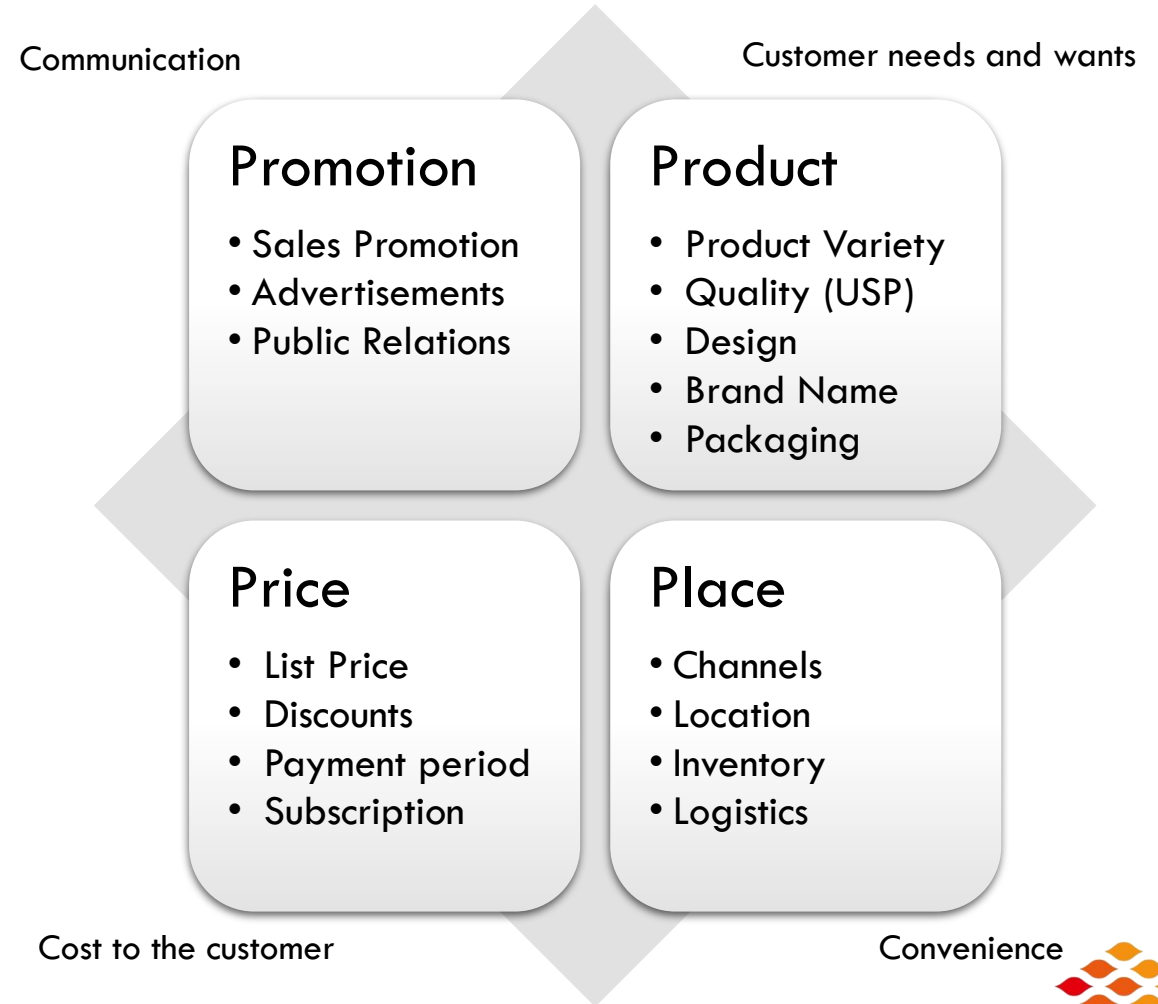 Communication
Customer needs and wants
Promotion
• Sales Promotion
• Advertisements
• Public Relations
Product
• Product Variety
• Quality (USP)
• Design
• Brand Name
• Packaging
Price
• List Price
• Discounts
• Payment period
• Subscription
Place
• Channels
• Location
• Inventory
• Logistics
Cost to the customer
Convenience